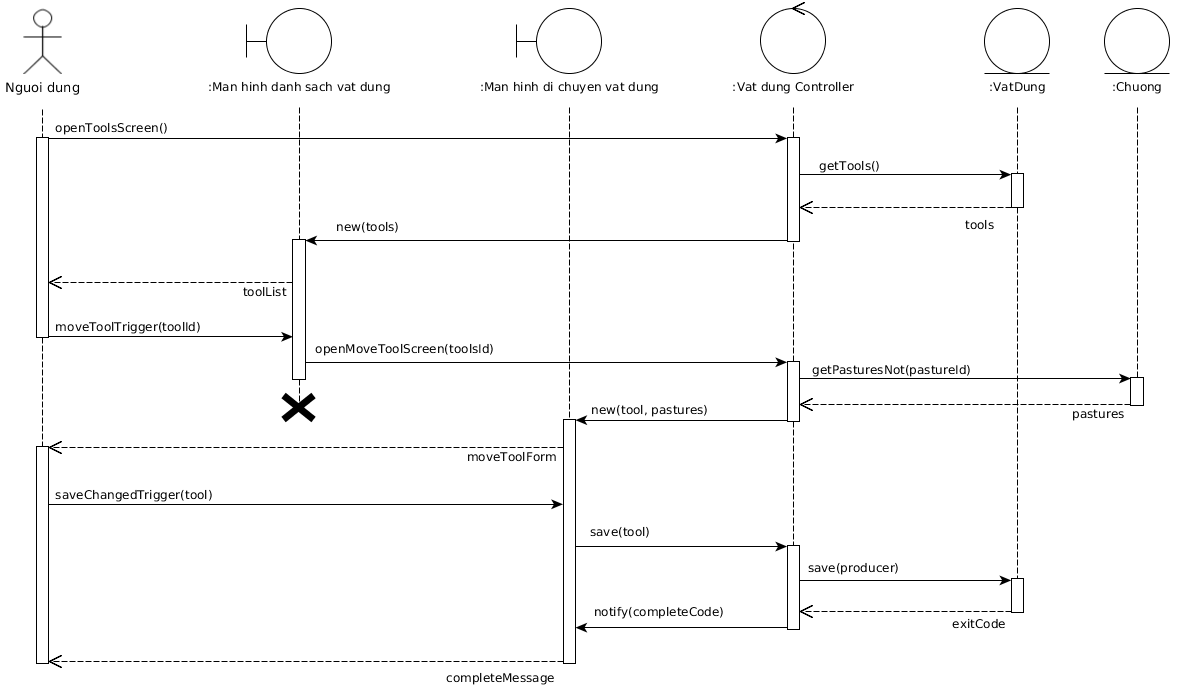 Nguoi dung
:Man hinh danh sach vat dung
:Man hinh di chuyen vat dung
:Vat dung Controller
:VatDung
:Chuong
openToolsScreen()
getTools()
tools
new(tools)
toolList
moveToolTrigger(toolId)
openMoveToolScreen(toolsId)
getPasturesNot(pastureId)
pastures
new(tool, pastures)
moveToolForm
saveChangedTrigger(tool)
save(tool)
save(producer)
notify(completeCode)
exitCode
completeMessage